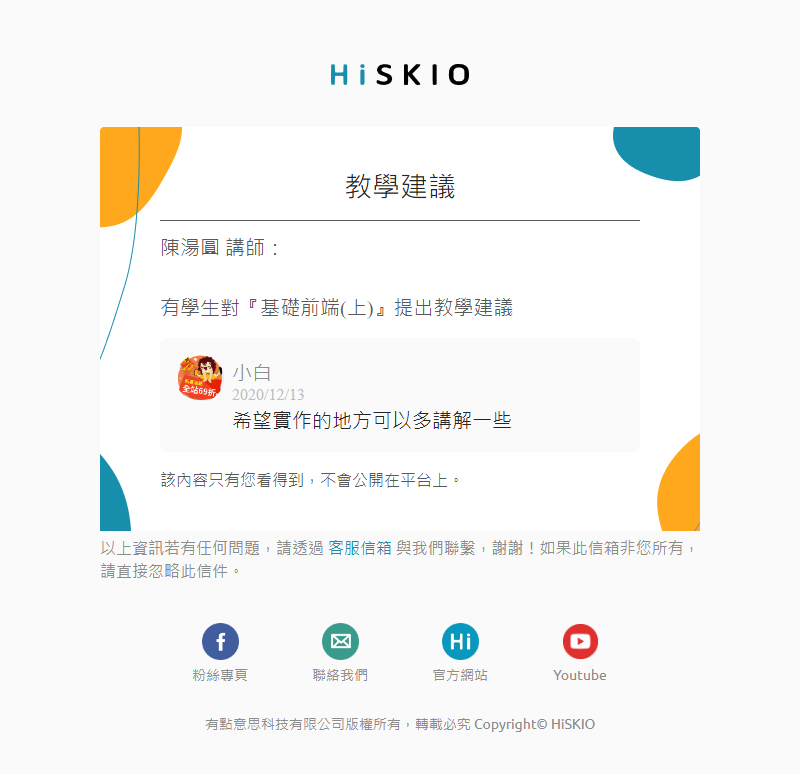 HiSKIO
教學建議
陳湯圓 講師：
有學生對『基礎前端(上)』提出教學建議
小白
2020/12/13
全站69折
希望實作的地方可以多講解一些
該內容只有您看得到，不會公開在平台上。
以上資訊若有任何問題，請透過 客服信箱 與我們聯繫，謝謝！如果此信箱非您所有，
請直接忽略此信件。
Hi
粉絲專頁
聯絡我們
官方網站
Youtube
有點意思科技有限公司版權所有，轉載必究 Copyright© HiSKIO